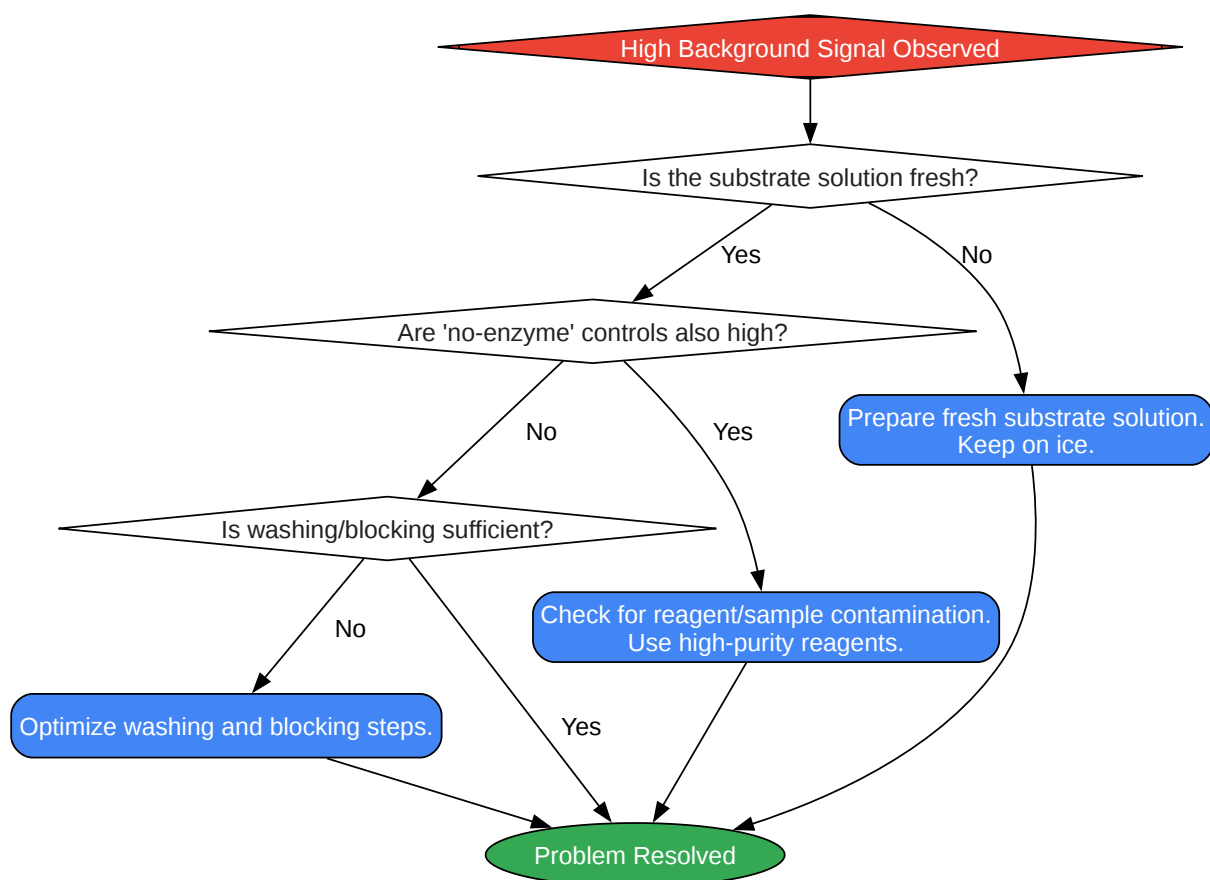 High Background Signal Observed
Is the substrate solution fresh?
Yes
No
Are 'no-enzyme' controls also high?
No
Yes
Prepare fresh substrate solution.
Keep on ice.
Is washing/blocking sufficient?
No
Yes
Check for reagent/sample contamination.
Use high-purity reagents.
Optimize washing and blocking steps.
Problem Resolved